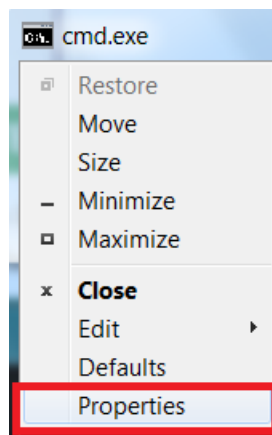 cmd.exe
Restore
Move
Size
Minimize
Maximize
Close
Edit
Defaults
Properties